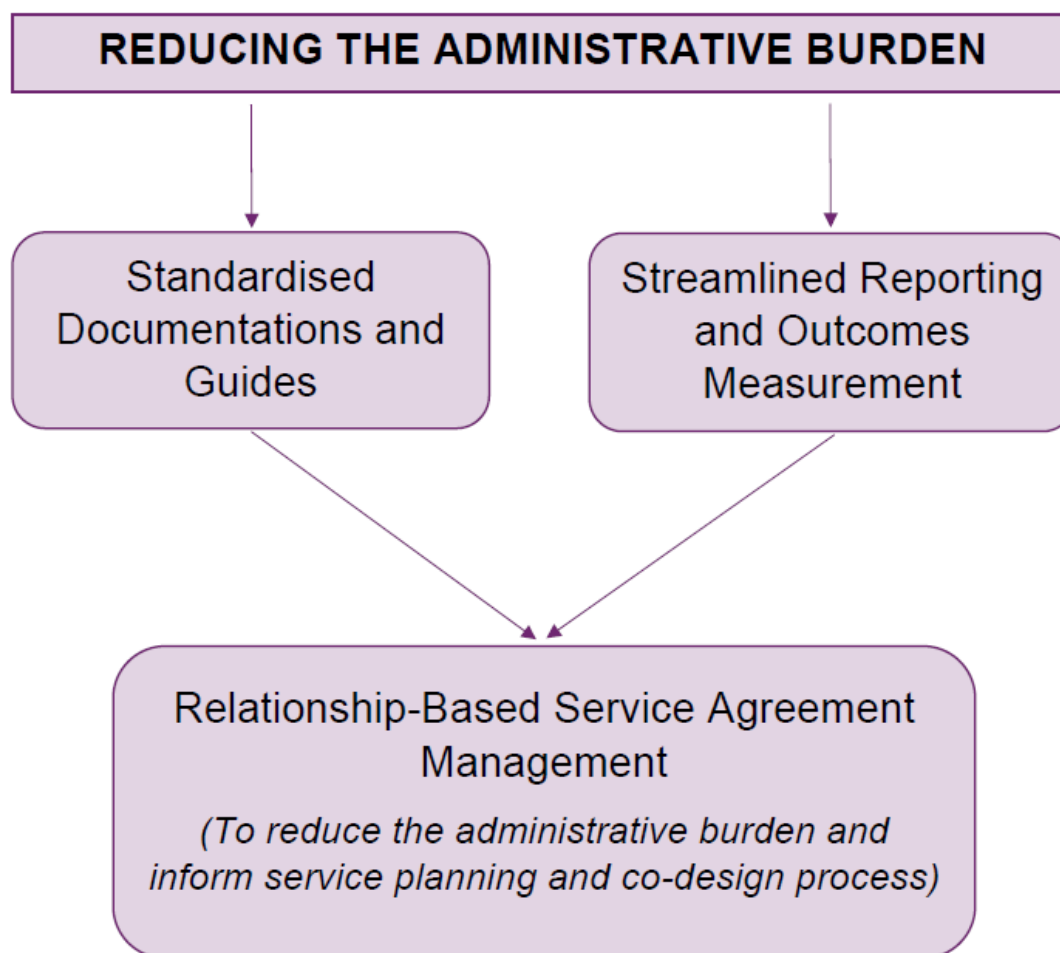 REDUCING THE ADMINISTRATIVE BURDEN
Standardised
Documentations and
Guides
Streamlined Reporting
and Outcomes
Measurement
Relationship-Based Service Agreement
Management
(To reduce the administrative burden and
inform service planning and co-design process)